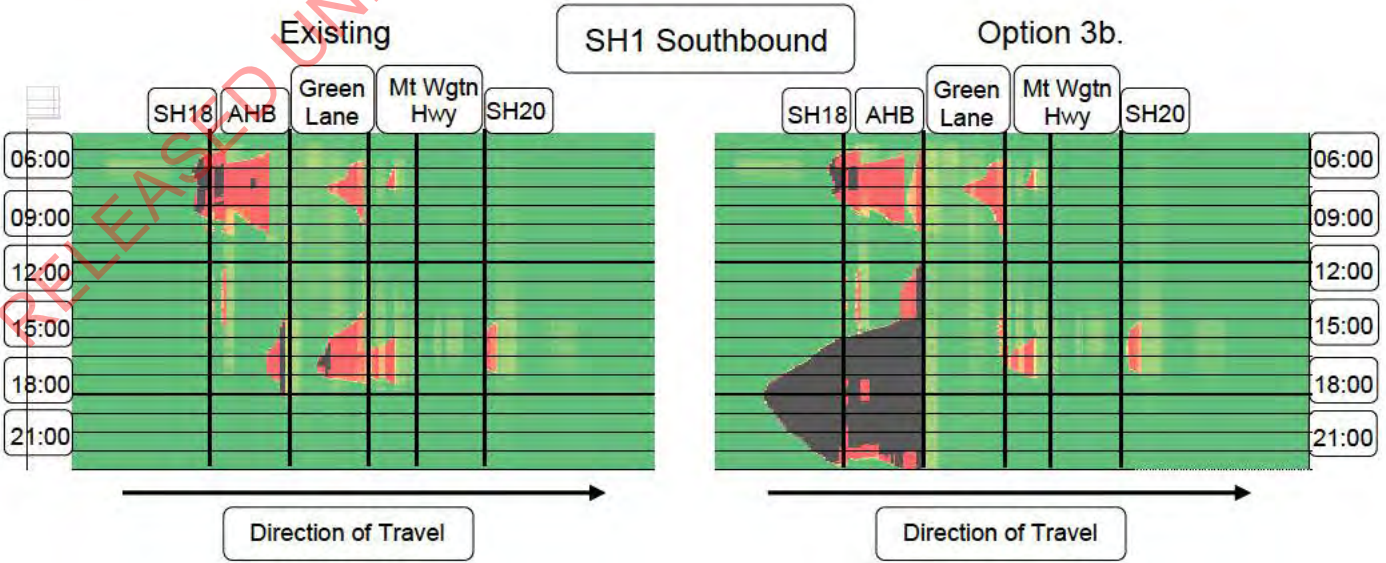 Existing
SH1 Southbound
Option 3b.
SH18
AHB
Green
Lane
Mt Wgtn
Hwy
SH20
SH18
AHB
Green
Lane
Mt Wgtn
Hwy
SH20
06:00
09:00
12:00
15:00
18:00
21:00
06:00
09:00
12:00
15:00
18:00
21:00
Direction of Travel
Direction of Travel
RELEASED UN